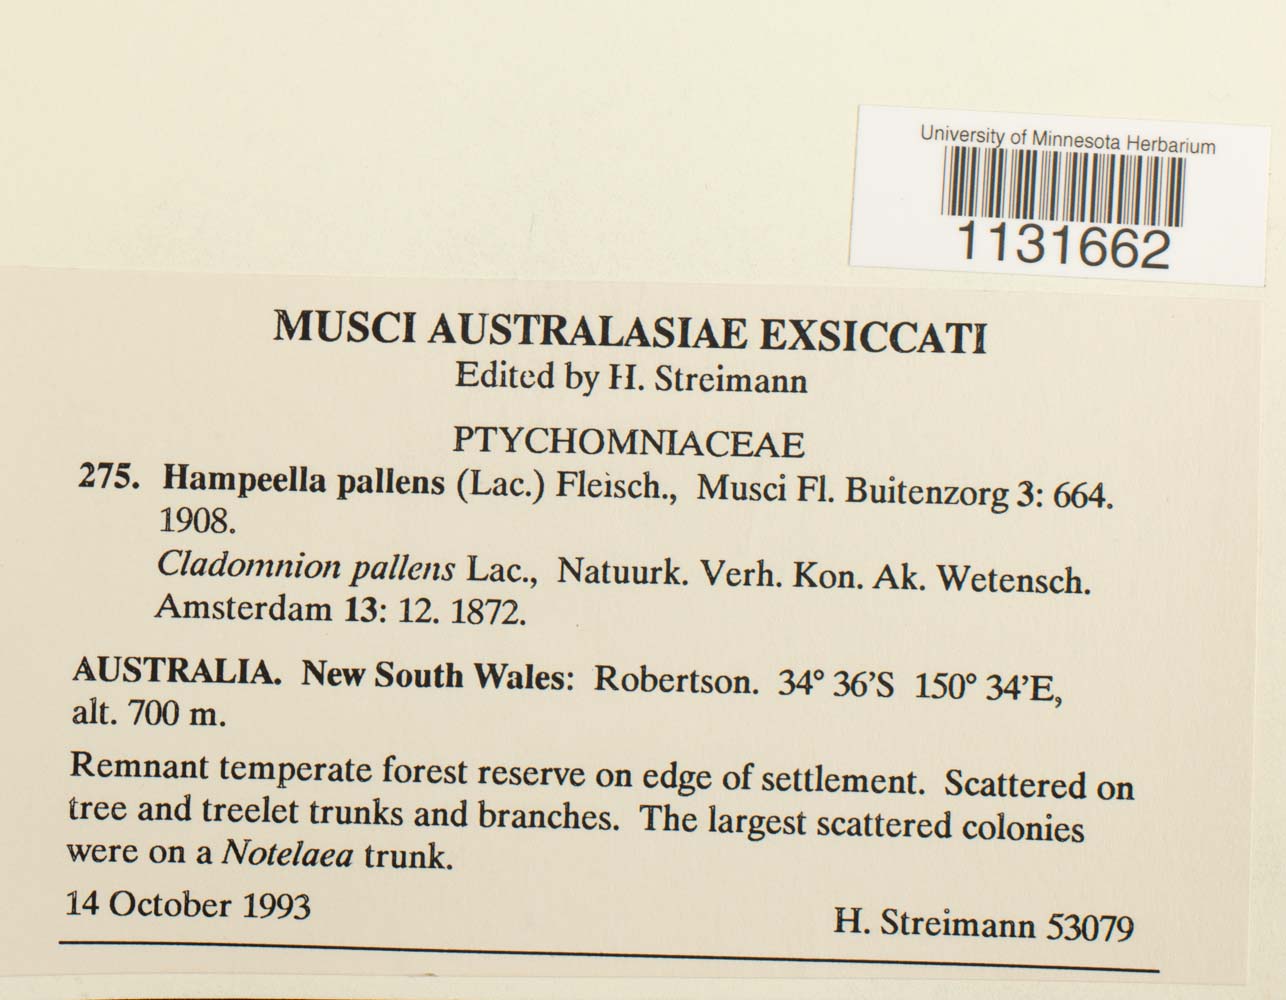 University of Minnesota Herbarium
1131662
MUSCI AUSTRALASIAE EXSICCATI
Edited by H. Streimann
PTYCHOMNIACEAE
275. Hampeella pallens (Lac.) Fleisch., Musci Fl. Buitenzorg 3: 664.
1908.
Cladomnion pallens Lac., Natuurk. Verh. Kon. Ak. Wetensch.
Amsterdam 13: 12. 1872.
AUSTRALIA. New South Wales: Robertson. 34° 36'S 150° 34'E,
alt. 700 m.
Remnant temperate forest reserve on edge of settlement. Scattered on
tree and treelet trunks and branches. The largest scattered colonies
were on a Notelaea trunk.
14 October 1993
H. Streimann 53079